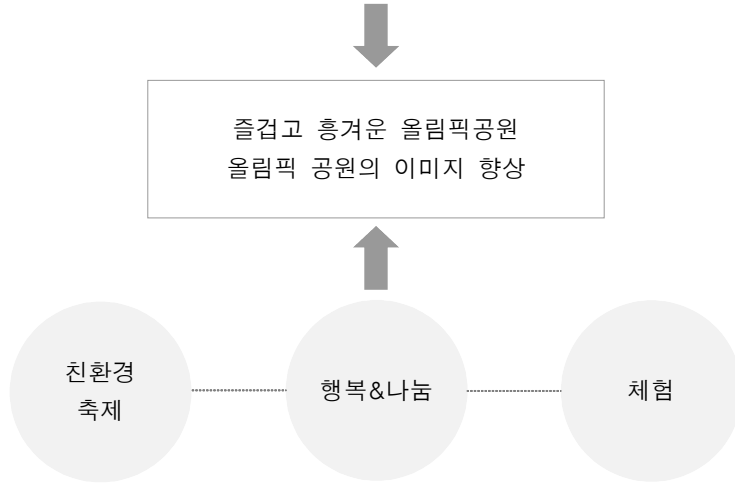 즐겁고 흥겨운 올림픽공원
올림픽 공원의 이미지 향상
친환경
축제
행복&나눔
체험